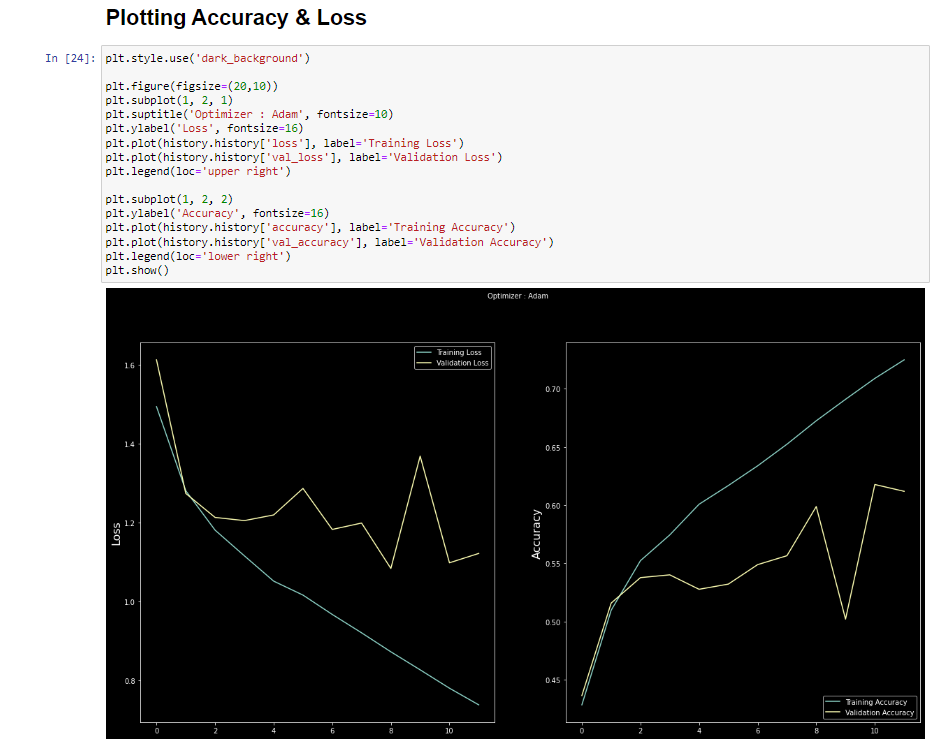 Plotting Accuracy & Loss
In [24]:
plt.style.use('dark_background')
plt.figure(figsize=(20,10))
plt.subplot(1, 2, 1)
plt.suptitle('Optimizer : Adam', fontsize=10)
plt.ylabel('Loss', fontsize=16)
plt.plot(history.history['loss'], label='Training Loss')
plt.plot(history.history['val_loss'], label='Validation Loss')
plt.legend(loc='upper right')
plt.subplot(1, 2, 2)
plt.ylabel('Accuracy', fontsize=16)
plt.plot(history.history['accuracy'], label='Training Accuracy')
plt.plot(history.history['val_accuracy'], label='Validation Accuracy')
plt.legend(loc='lower right')
plt.show()
Optimizer : Adam
Training Loss
Validation Loss
1.6
1.4
1.2
1.0
0.8
Loss
0 2 4 6 8 10
0.70
0.65
0.60
0.55
0.50
0.45
Accuracy
Training Accuracy
Validation Accuracy
0 2 4 6 8 10